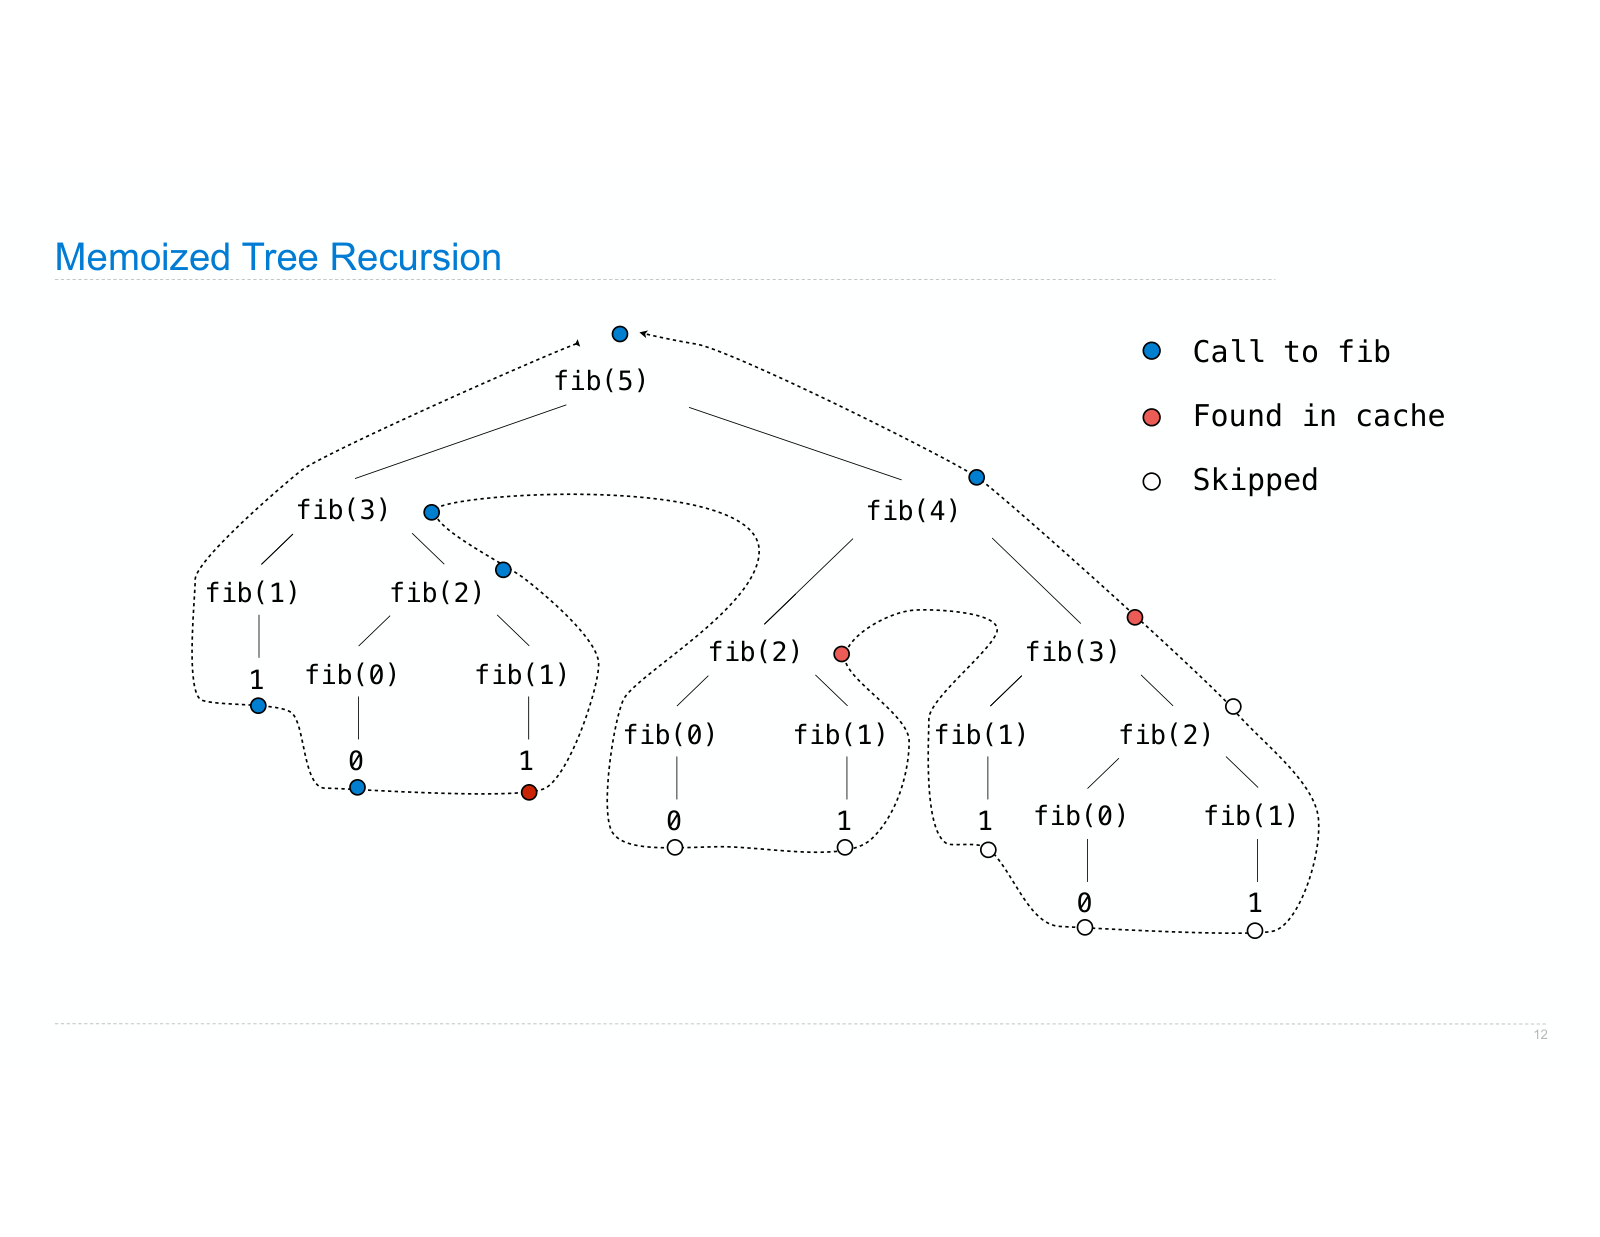 Memoized Tree Recursion
Call to fib
fib(5)
Found in cache
Skipped
fib(3)
fib(4)
fib(1)
fib(2)
fib(2)
fib(3)
1
fib(0)
fib(1)
fib(0)
fib(1)
fib(1)
fib(2)
0
1
0
1
1
fib(0)
fib(1)
0
1
12